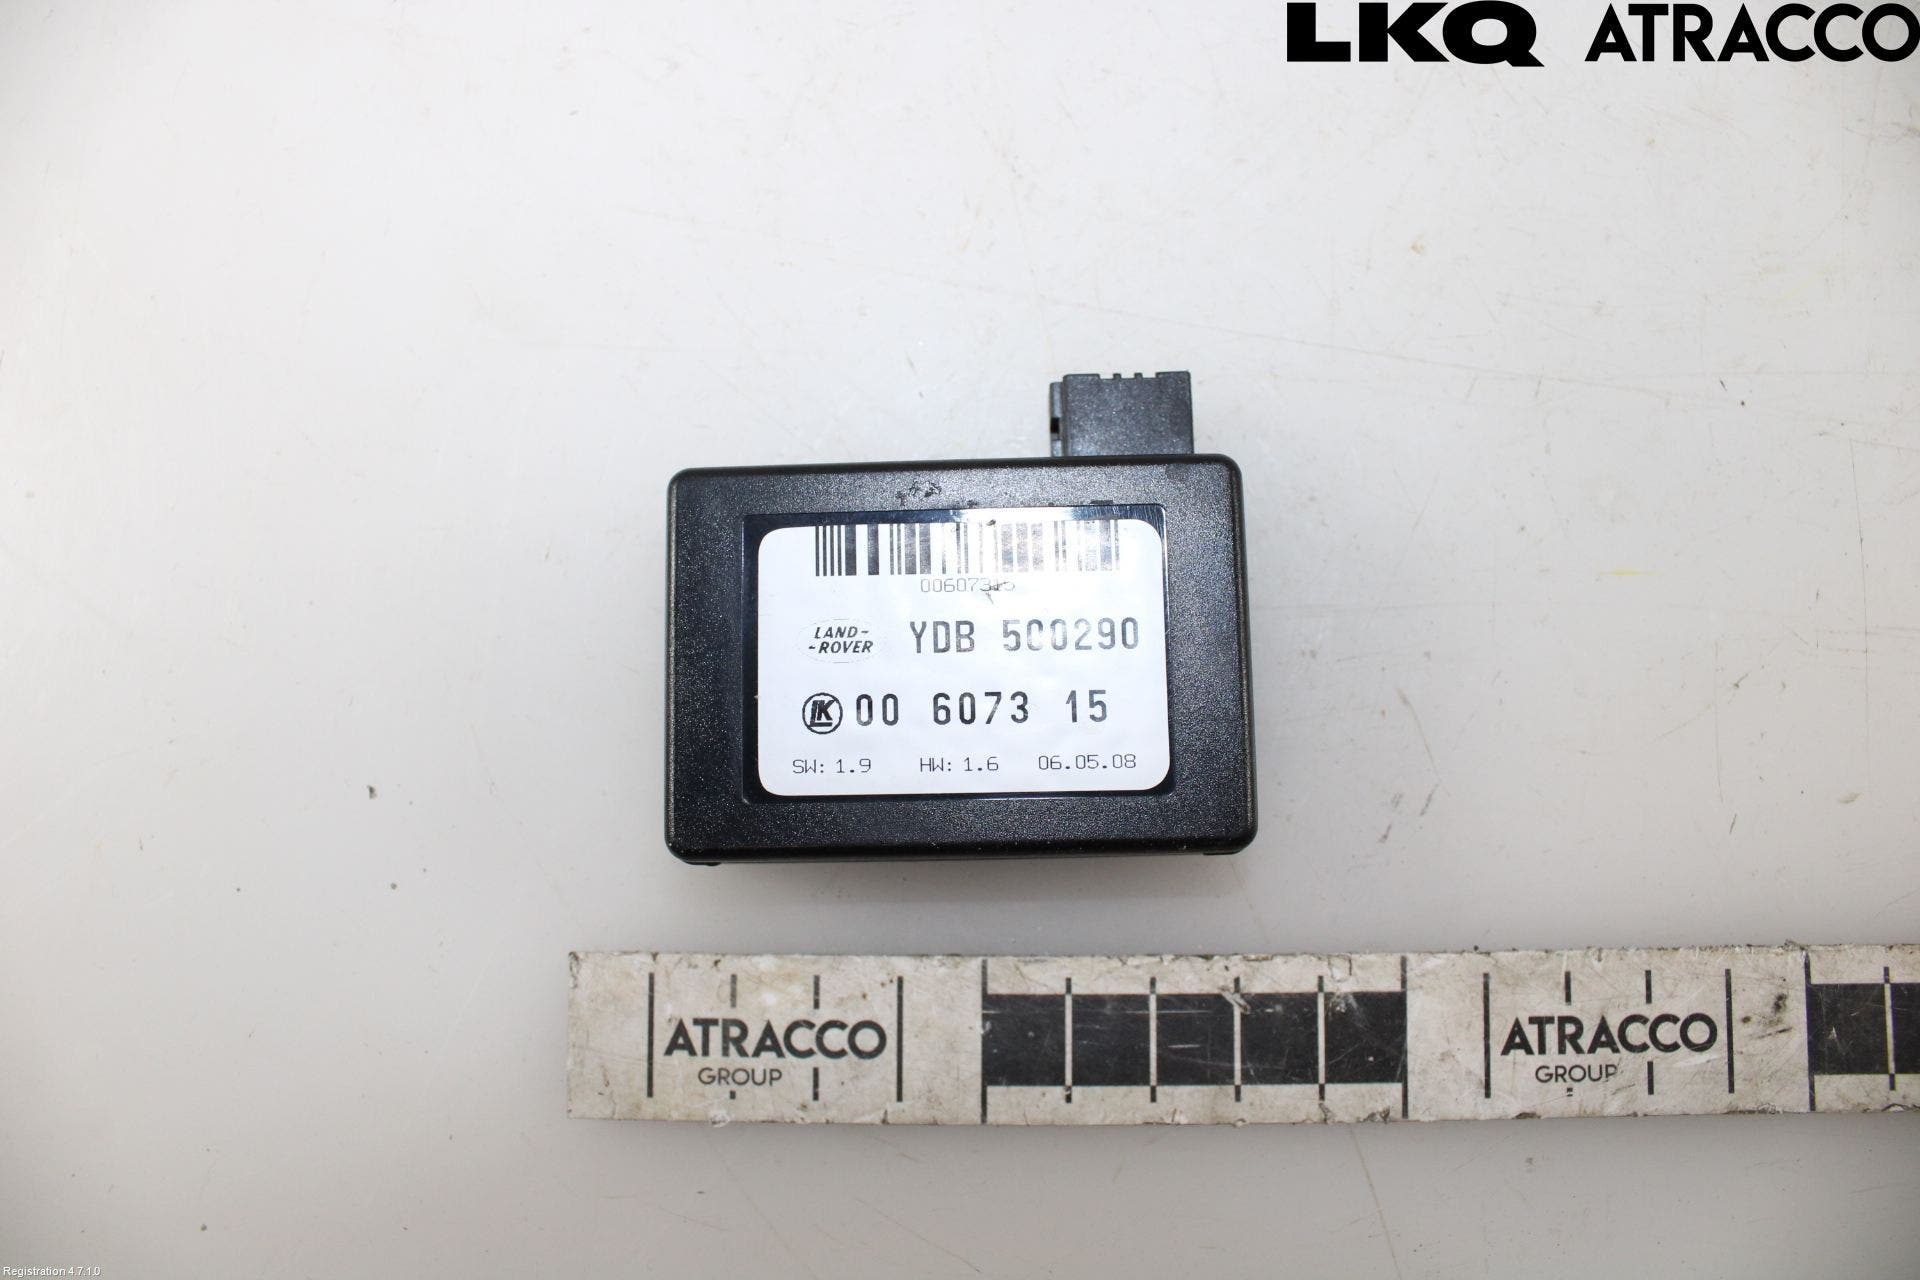 LKQ ATRACCO
00607315
LAND-
-ROVER
YDB 500290
LK 00 6073 15
SW: 1.9 HW: 1.6 06.05.08
ATRACCO
GROUP
ATRACCO
GROUP
Registration 4.7.1.0